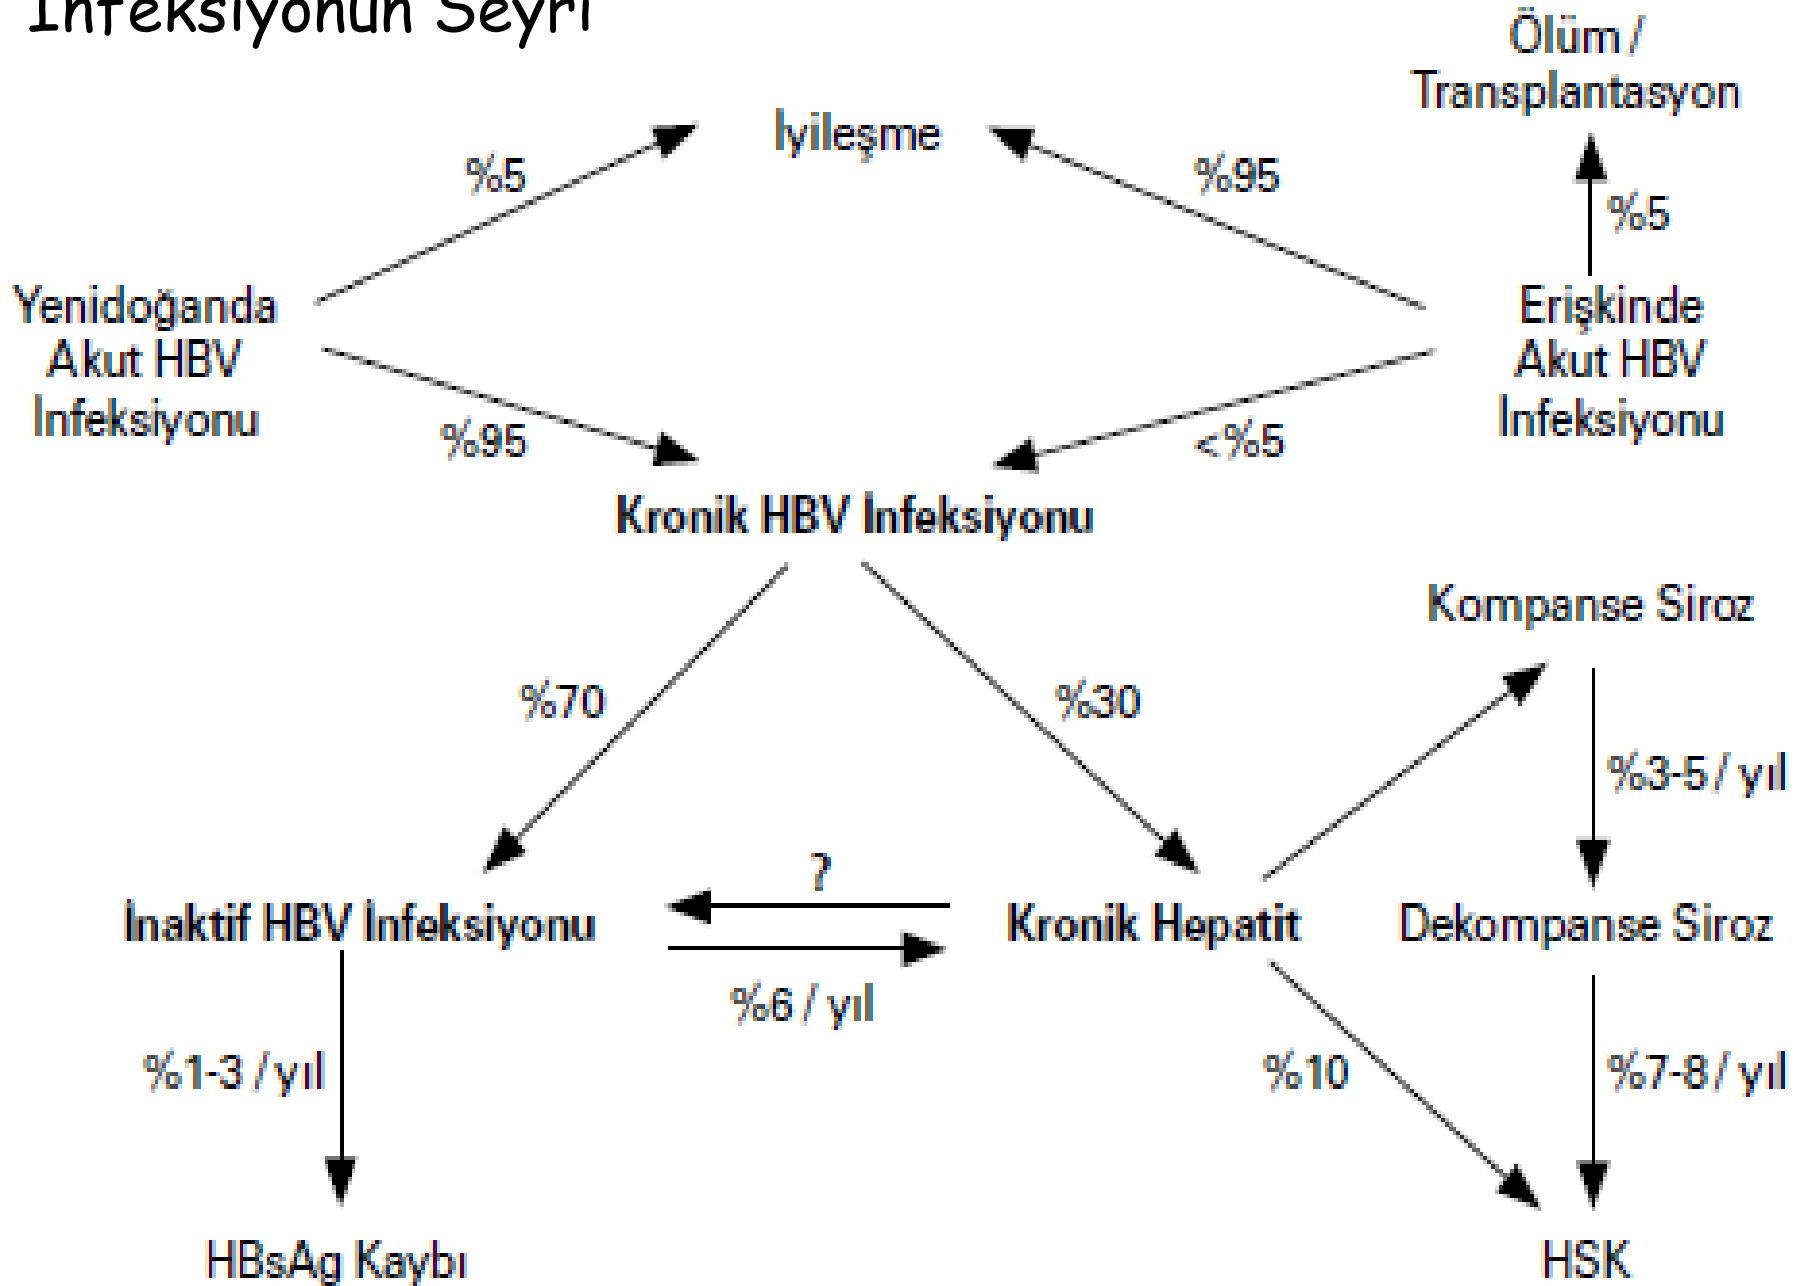 İnfeksiyonun Seyri
Ölüm /
Transplantasyon
İyileşme
%5
%95
%5
Yenidoğanda
Akut HBV
İnfeksiyonu
Erişkinde
Akut HBV
İnfeksiyonu
%95
<%5
Kronik HBV İnfeksiyonu
Kompanse Siroz
%70
%30
%3-5 / yıl
?
İnaktif HBV İnfeksiyonu
Kronik Hepatit
Dekompanse Siroz
%6 / yıl
%1-3 / yıl
%10
%7-8 / yıl
HBsAg Kaybı
HSK